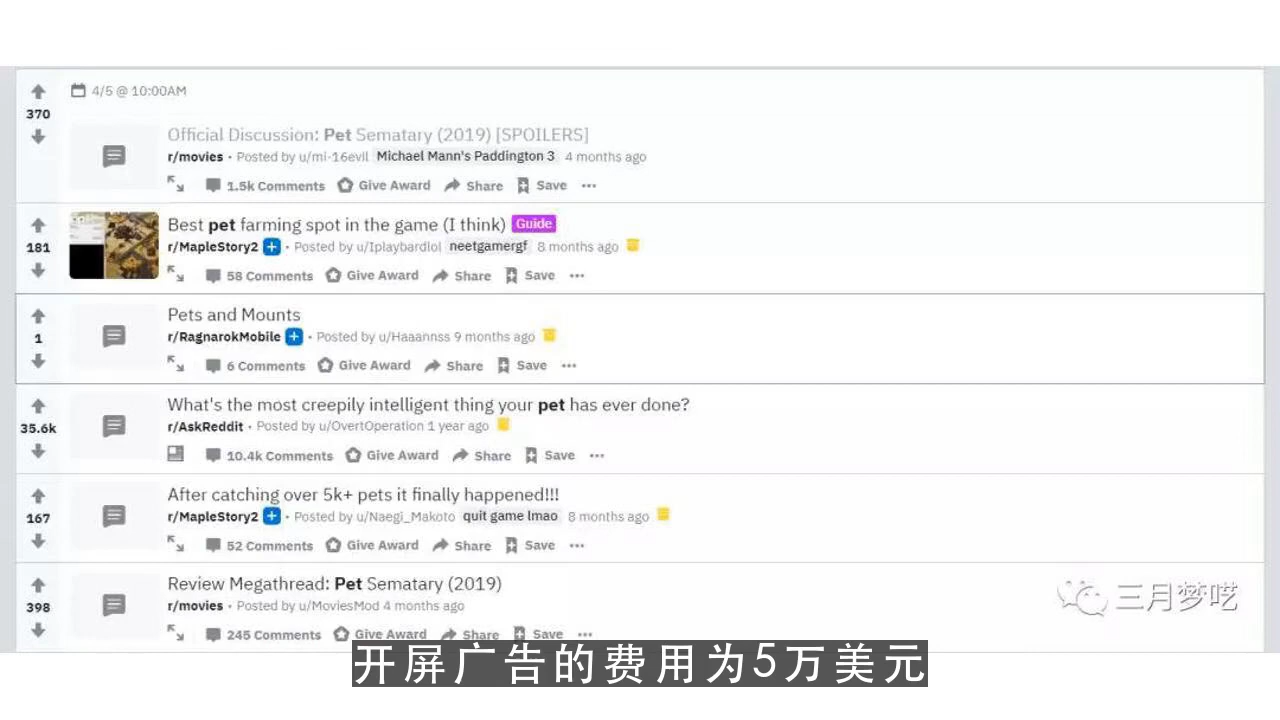 4/5 @ 10:00AM
370
Official Discussion: Pet Sematary (2019) [SPOILERS]
r/movies · Posted by u/mi-16evil Michael Mann's Paddington 3 4 months ago
1.5k Comments Give Award Share Save ···
181
Best pet farming spot in the game (I think) Guide
r/MapleStory2 + · Posted by u/Iplaybardlol neetgamergf 8 months ago
58 Comments Give Award Share Save ···
1
Pets and Mounts
r/RagnarokMobile + · Posted by u/Haaannss 9 months ago
6 Comments Give Award Share Save ···
35.6k
What's the most creepily intelligent thing your pet has ever done?
r/AskReddit · Posted by u/OvertOperation 1 year ago
10.4k Comments Give Award Share Save ···
167
After catching over 5k+ pets it finally happened!!!
r/MapleStory2 + · Posted by u/Naegi_Makoto quit game lmao 8 months ago
52 Comments Give Award Share Save ···
398
Review Megathread: Pet Sematary (2019)
r/movies · Posted by u/MoviesMod 4 months ago
245 Comments Give Award Share Save ···
三月梦呓
开屏广告的费用为5万美元